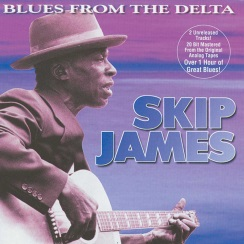 BLUES FROM THE DELTA
2 Unreleased
Tracks!
20 Bit Mastered
From the Original
Analog Tapes
Over 1 Hour of
Great Blues!
SKIP
JAMES